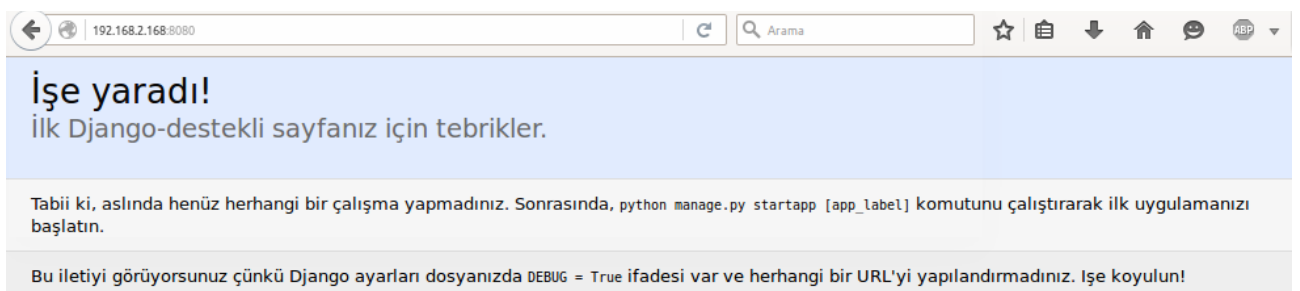 192.168.2.168:8080
Arama
ABP
İşe yaradı!
İlk Django-destekli sayfanız için tebrikler.
Tabii ki, aslında henüz herhangi bir çalışma yapmadınız. Sonrasında, python manage.py startapp [app_label] komutunu çalıştırarak ilk uygulamanızı
başlatın.
Bu iletiyi görüyorsunuz çünkü Django ayarları dosyanızda DEBUG = True ifadesi var ve herhangi bir URL'yi yapılandırmadınız. Işe koyulun!